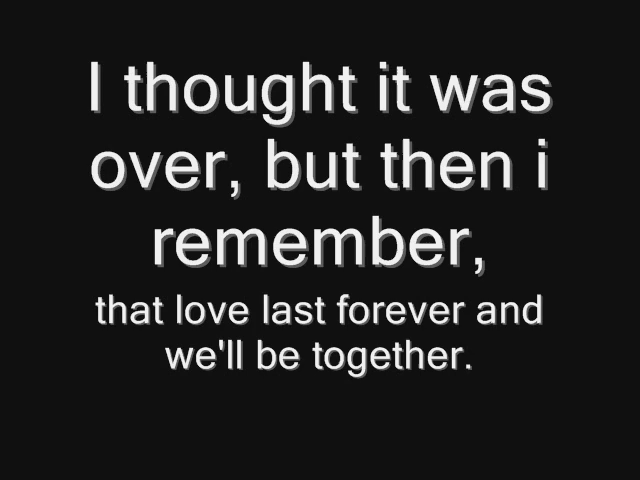 I thought it was
over, but then i
remember,
that love last forever and
we'll be together.